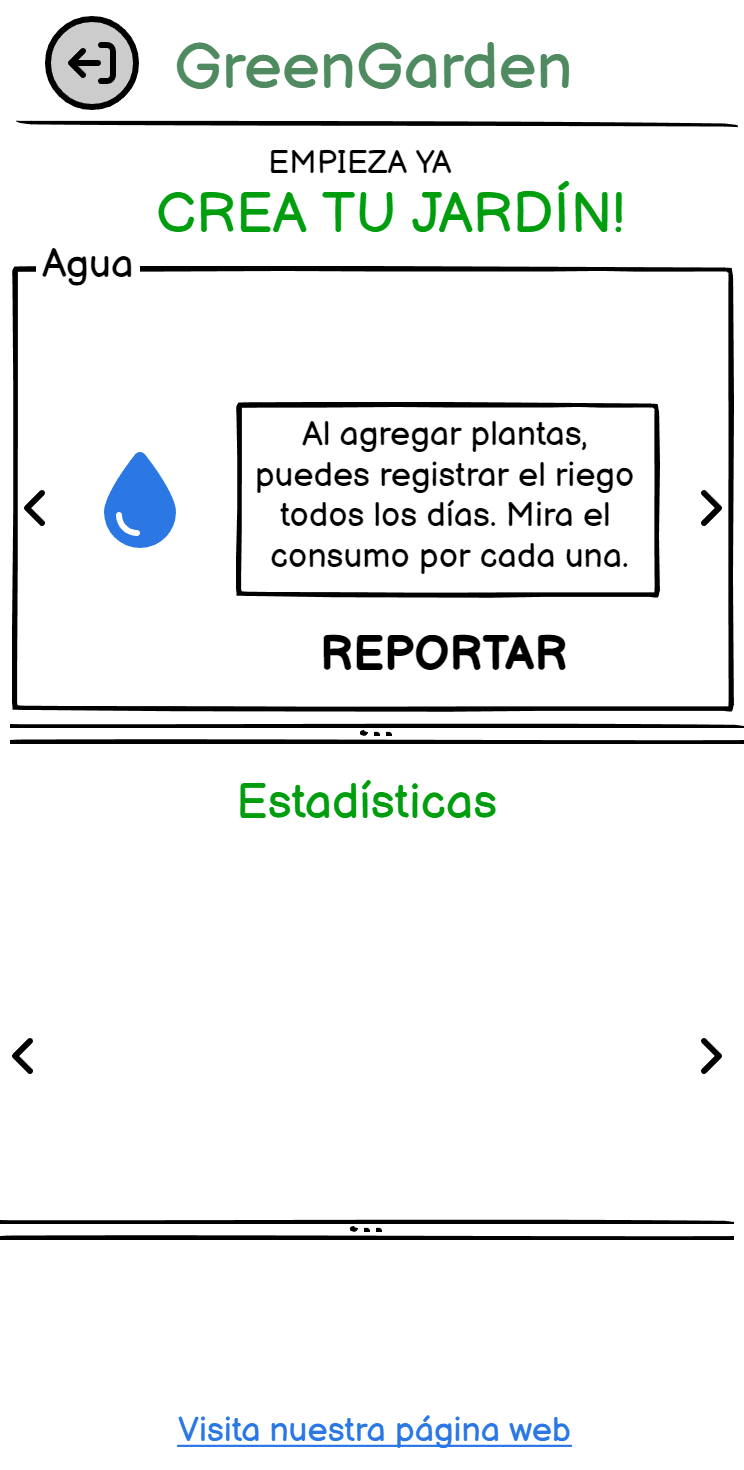 GreenGarden
EMPIEZA YA
CREA TU JARDÍN!
Agua
Al agregar plantas,
puedes registrar el riego
todos los días. Mira el
consumo por cada una.
REPORTAR
Estadísticas
Visita nuestra página web